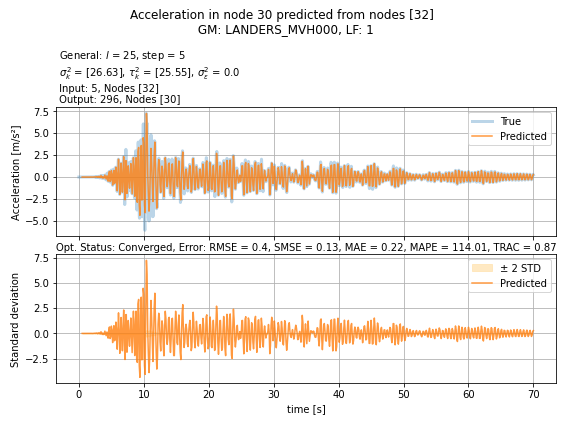 Acceleration in node 30 predicted from nodes [32]
GM: LANDERS_MVH000, LF: 1
General: l = 25, step = 5
σ²ₖ = [26.63], τ²ₖ = [25.55], σ²ε = 0.0
Input: 5, Nodes [32]
Output: 296, Nodes [30]
Acceleration [m/s²]
7.5
5.0
2.5
0.0
−2.5
−5.0
True
Predicted
Opt. Status: Converged, Error: RMSE = 0.4, SMSE = 0.13, MAE = 0.22, MAPE = 114.01, TRAC = 0.87
Standard deviation
7.5
5.0
2.5
0.0
−2.5
± 2 STD
Predicted
0 10 20 30 40 50 60 70
time [s]